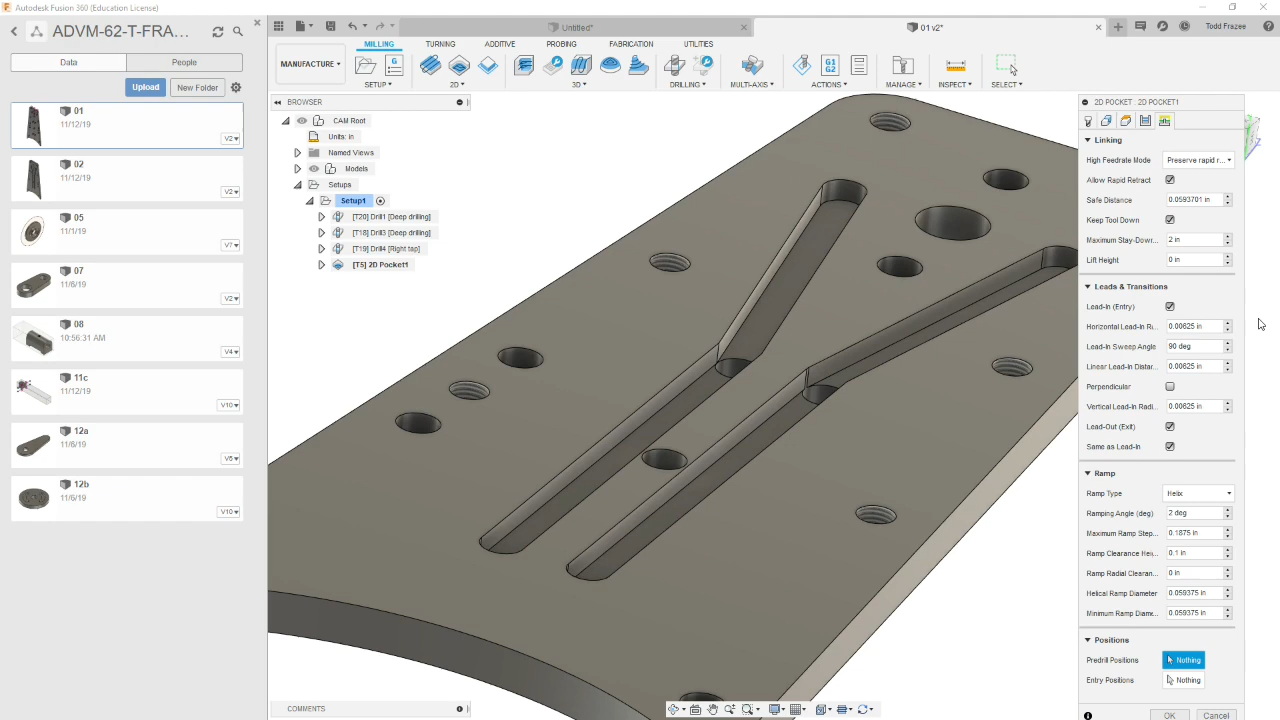 Autodesk Fusion 360 (Education License)
ADVM-62-T-FRA...
Data People
Upload New Folder
01
11/12/19
V2
02
11/12/19
V2
05
11/1/19
V7
07
11/6/19
V2
08
10:56:31 AM
V4
11c
11/12/19
V10
12a
11/6/19
V5
12b
11/6/19
V10
Untitled*
01 v2*
Todd Frazee
MANUFACTURE
MILLING TURNING ADDITIVE PROBING FABRICATION UTILITIES
SETUP 2D 3D DRILLING MULTI-AXIS ACTIONS MANAGE INSPECT SELECT
G1
G2
BROWSER
CAM Root
Units: in
Named Views
Models
Setups
Setup1
[T20] Drill1 [Deep drilling]
[T18] Drill3 [Deep drilling]
[T19] Drill4 [Right tap]
[T5] 2D Pocket1
COMMENTS
2D POCKET : 2D POCKET1
Linking
High Feedrate Mode Preserve rapid r...
Allow Rapid Retract
Safe Distance 0.0593701 in
Keep Tool Down
Maximum Stay-Down... 2 in
Lift Height 0 in
Leads & Transitions
Lead-In (Entry)
Horizontal Lead-In R... 0.00625 in
Lead-In Sweep Angle 90 deg
Linear Lead-In Distar... 0.00625 in
Perpendicular
Vertical Lead-In Radi... 0.00625 in
Lead-Out (Exit)
Same as Lead-In
Ramp
Ramp Type Helix
Ramping Angle (deg) 2 deg
Maximum Ramp Step... 0.1875 in
Ramp Clearance Hei... 0.1 in
Ramp Radial Clearan... 0 in
Helical Ramp Diameter 0.059375 in
Minimum Ramp Diame... 0.059375 in
Positions
Predrill Positions Nothing
Entry Positions Nothing
OK Cancel